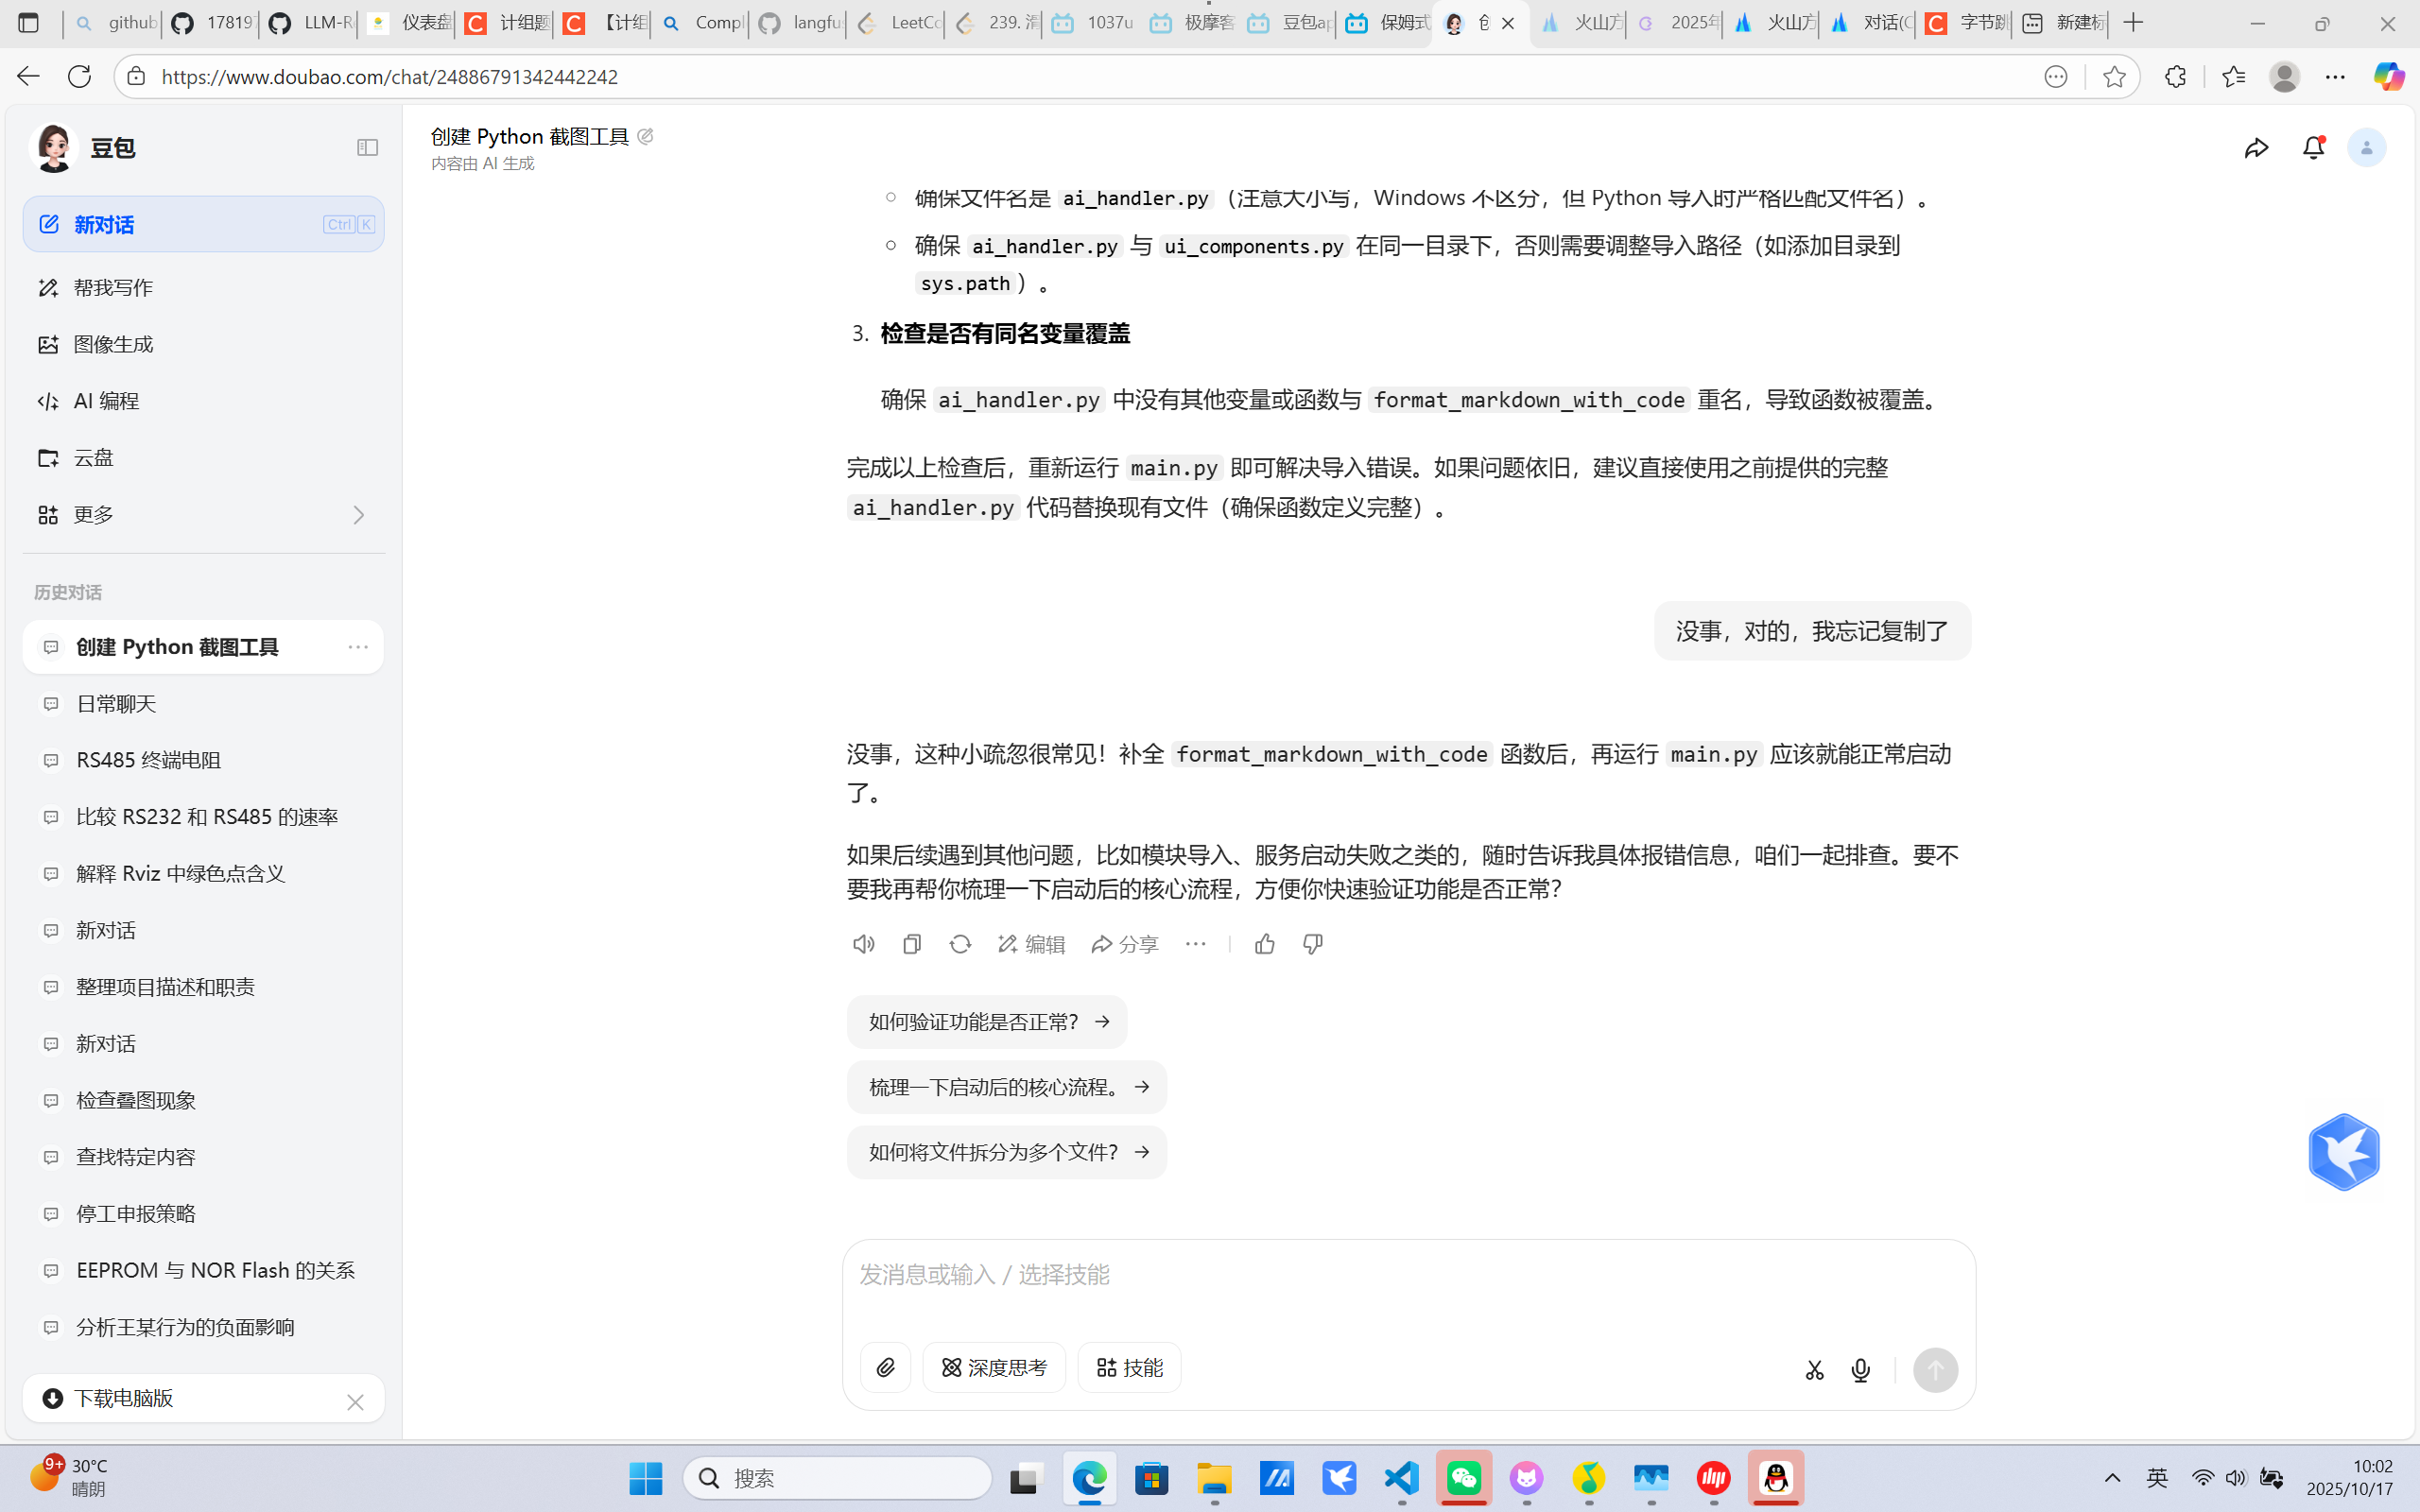 github
17819
LLM-R
仪表盘
计组题
【计组
Compl
langfu
LeetCo
239. 滑
1037u
极摩客
豆包ap
保姆式
火山方
2025年
火山方
对话(C
字节跳
新建标
https://www.doubao.com/chat/24886791342442242
豆包
新对话 Ctrl K
帮我写作
图像生成
AI 编程
云盘
更多
历史对话
创建 Python 截图工具
日常聊天
RS485 终端电阻
比较 RS232 和 RS485 的速率
解释 Rviz 中绿色点含义
新对话
整理项目描述和职责
新对话
检查叠图现象
查找特定内容
停工申报策略
EEPROM 与 NOR Flash 的关系
分析王某行为的负面影响
下载电脑版
创建 Python 截图工具
内容由 AI 生成
确保文件名是 ai_handler.py（注意大小写，Windows 不区分，但 Python 导入时严格匹配文件名）。
确保 ai_handler.py 与 ui_components.py 在同一目录下，否则需要调整导入路径（如添加目录到
sys.path）。
3. 检查是否有同名变量覆盖
确保 ai_handler.py 中没有其他变量或函数与 format_markdown_with_code 重名，导致函数被覆盖。
完成以上检查后，重新运行 main.py 即可解决导入错误。如果问题依旧，建议直接使用之前提供的完整
ai_handler.py 代码替换现有文件（确保函数定义完整）。
没事，对的，我忘记复制了
没事，这种小疏忽很常见！补全 format_markdown_with_code 函数后，再运行 main.py 应该就能正常启动
了。
如果后续遇到其他问题，比如模块导入、服务启动失败之类的，随时告诉我具体报错信息，咱们一起排查。要不
要我再帮你梳理一下启动后的核心流程，方便你快速验证功能是否正常？
编辑 分享
如何验证功能是否正常？
梳理一下启动后的核心流程。
如何将文件拆分为多个文件？
发消息或输入 / 选择技能
深度思考 技能
9+
30°C
晴朗
搜索
英
10:02
2025/10/17